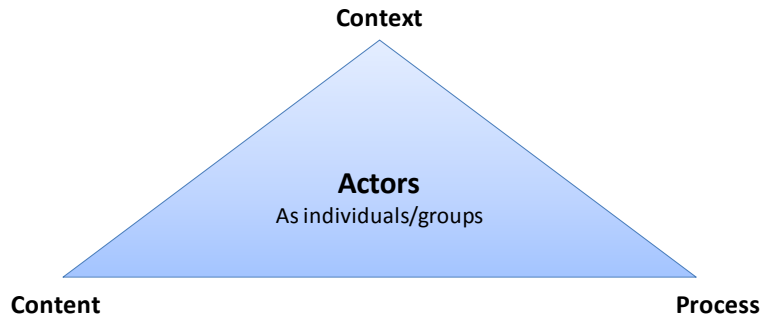 Context
Actors
As individuals/groups
Content
Process